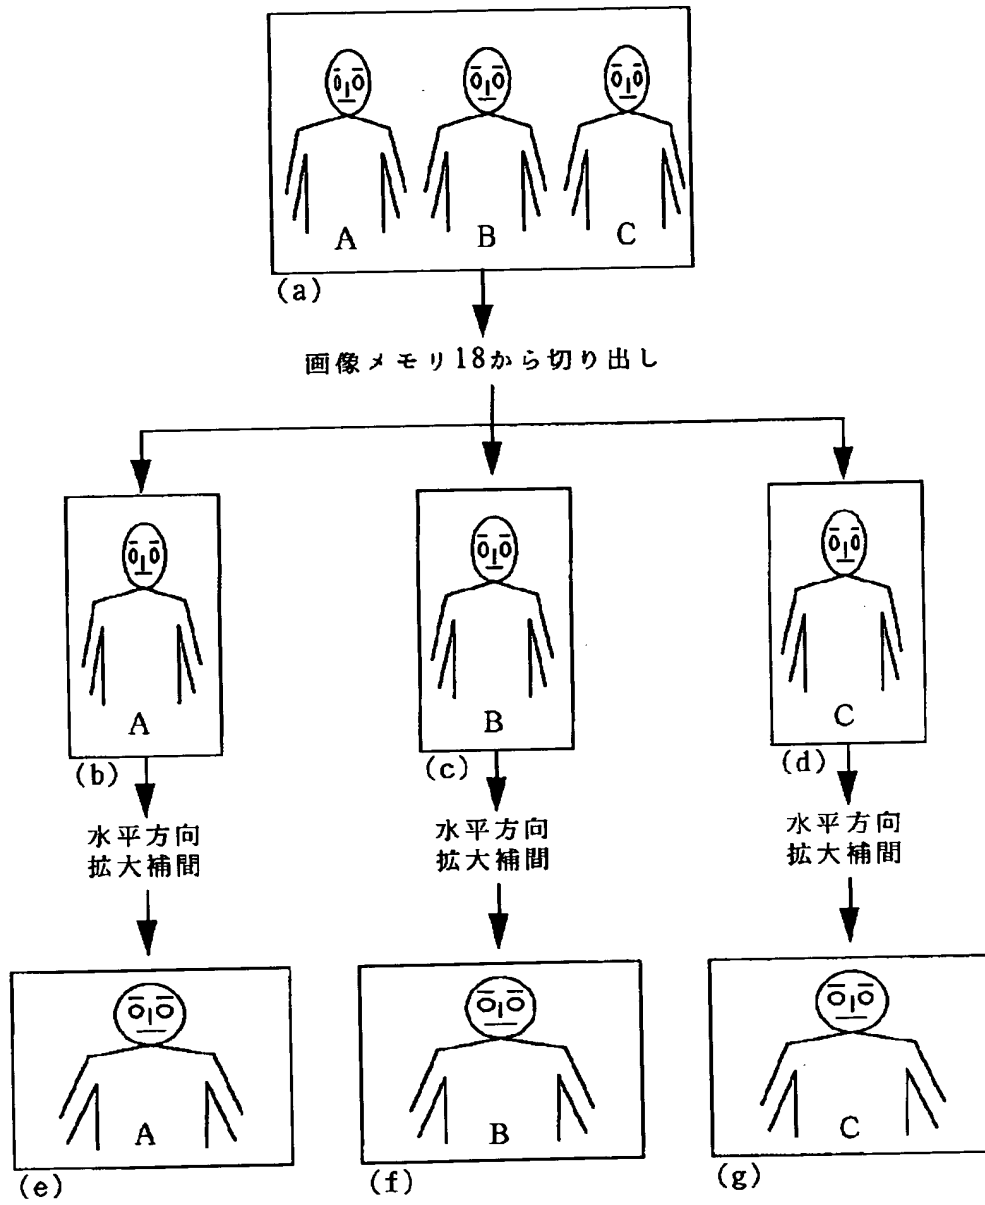 A B C
(a)
画像メモリ18から切り出し
A B C
(b) (c) (d)
水平方向 水平方向 水平方向
拡大補間 拡大補間 拡大補間
A B C
(e) (f) (g)